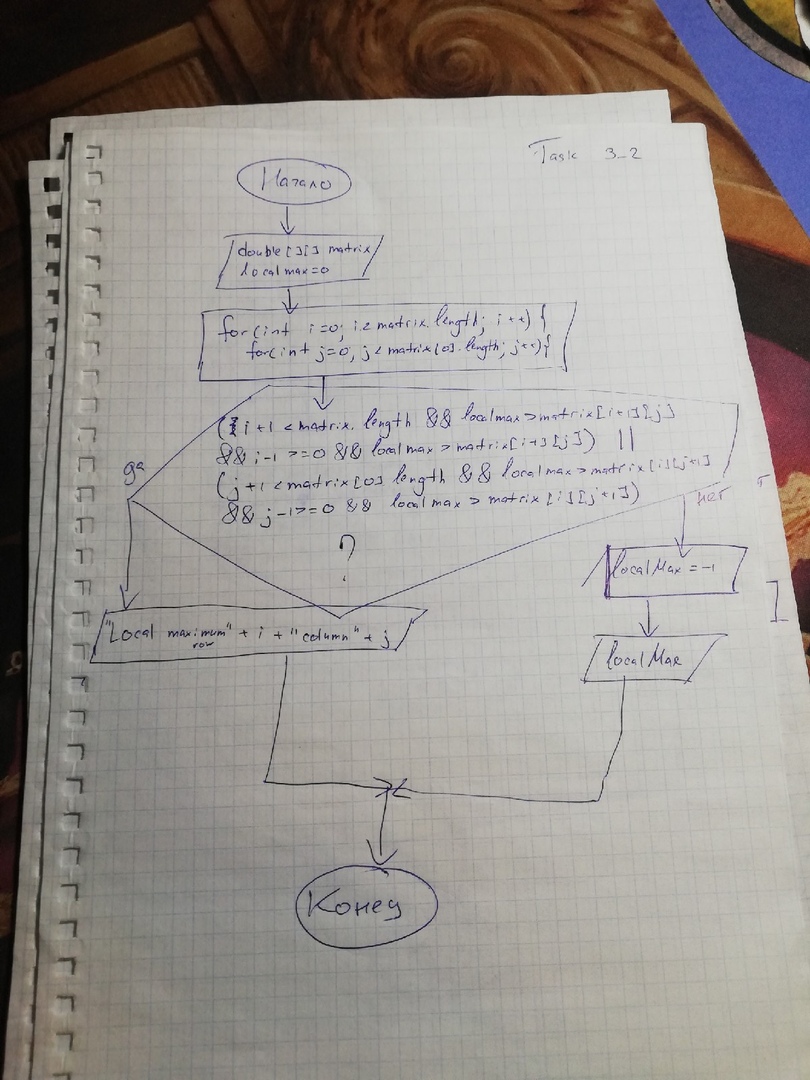 Task 3_2
Начало
double[][] matrix
localmax=0
for(int i=0; i<matrix.length; i++) {
for(int j=0; j<matrix[0].length; j++){
(i+1 < matrix.length && localmax>matrix[i+1][j]
&& i-1>=0 && localmax>matrix[i+1][j]) ||
(j+1<matrix[0] length && localmax>matrix[i][j+1]
&& j-1>=0 && localmax>matrix[i][j+1])
?
да
нет
localMax=-1
"Local maximum" + i + "column" + j
row
localMax
Конец